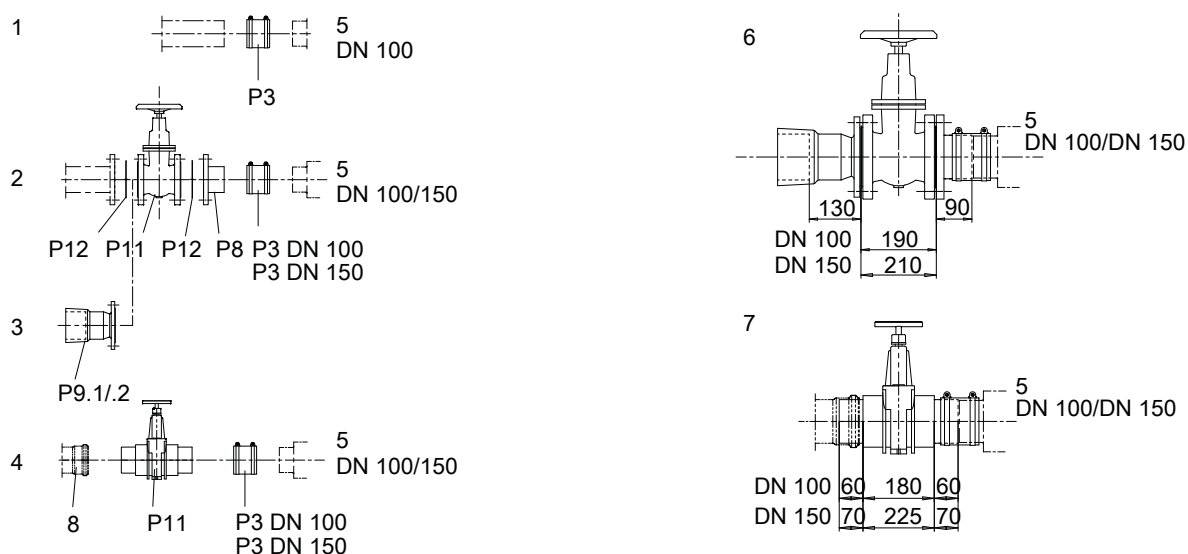 1
5
DN 100
P3
2
5
DN 100/150
P12 P11 P12 P8 P3 DN 100
P3 DN 150
3
P9.1/.2
4
5
DN 100/150
8 P11 P3 DN 100
P3 DN 150
6
5
DN 100/DN 150
130 90
DN 100 190
DN 150 210
7
5
DN 100/DN 150
DN 100 60 180 60
DN 150 70 225 70